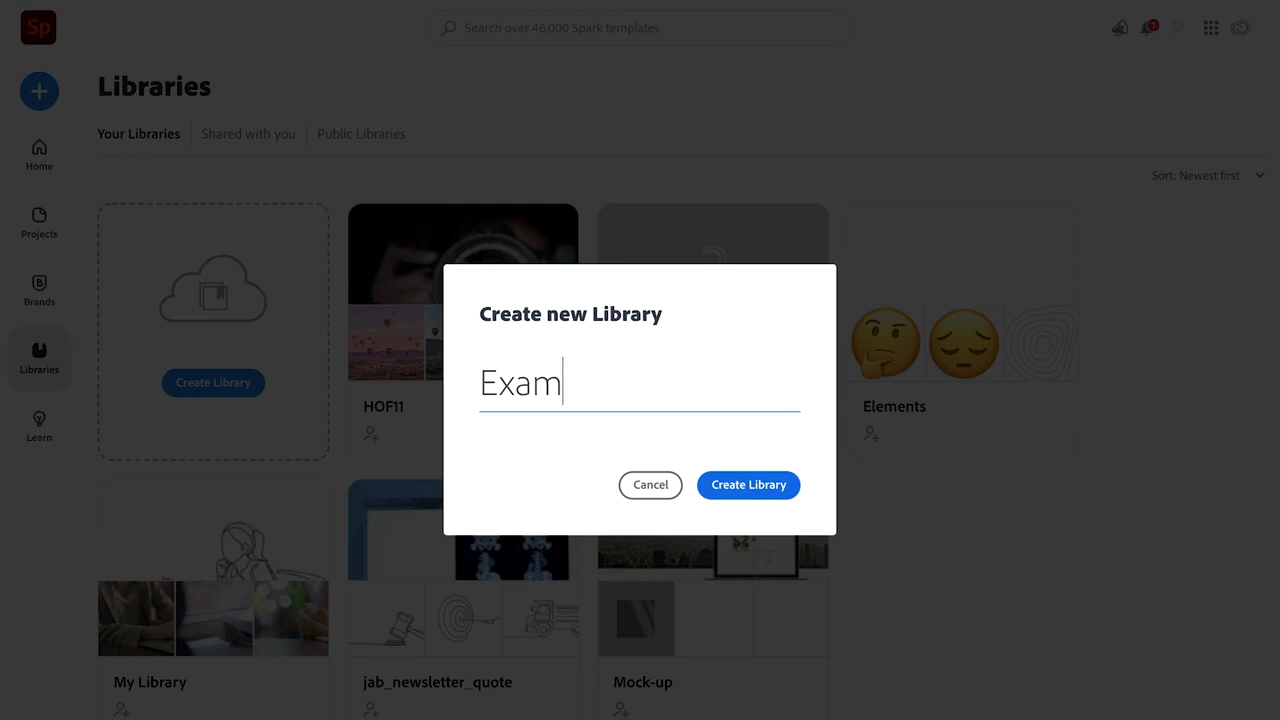 Sp
Search over 46,000 Spark templates
1
Libraries
Your Libraries
Shared with you
Public Libraries
Sort: Newest first
Home
Projects
B
Brands
Libraries
Learn
Create Library
HOF11
Elements
Create new Library
Exam
Cancel
Create Library
My Library
jab_newsletter_quote
Mock-up